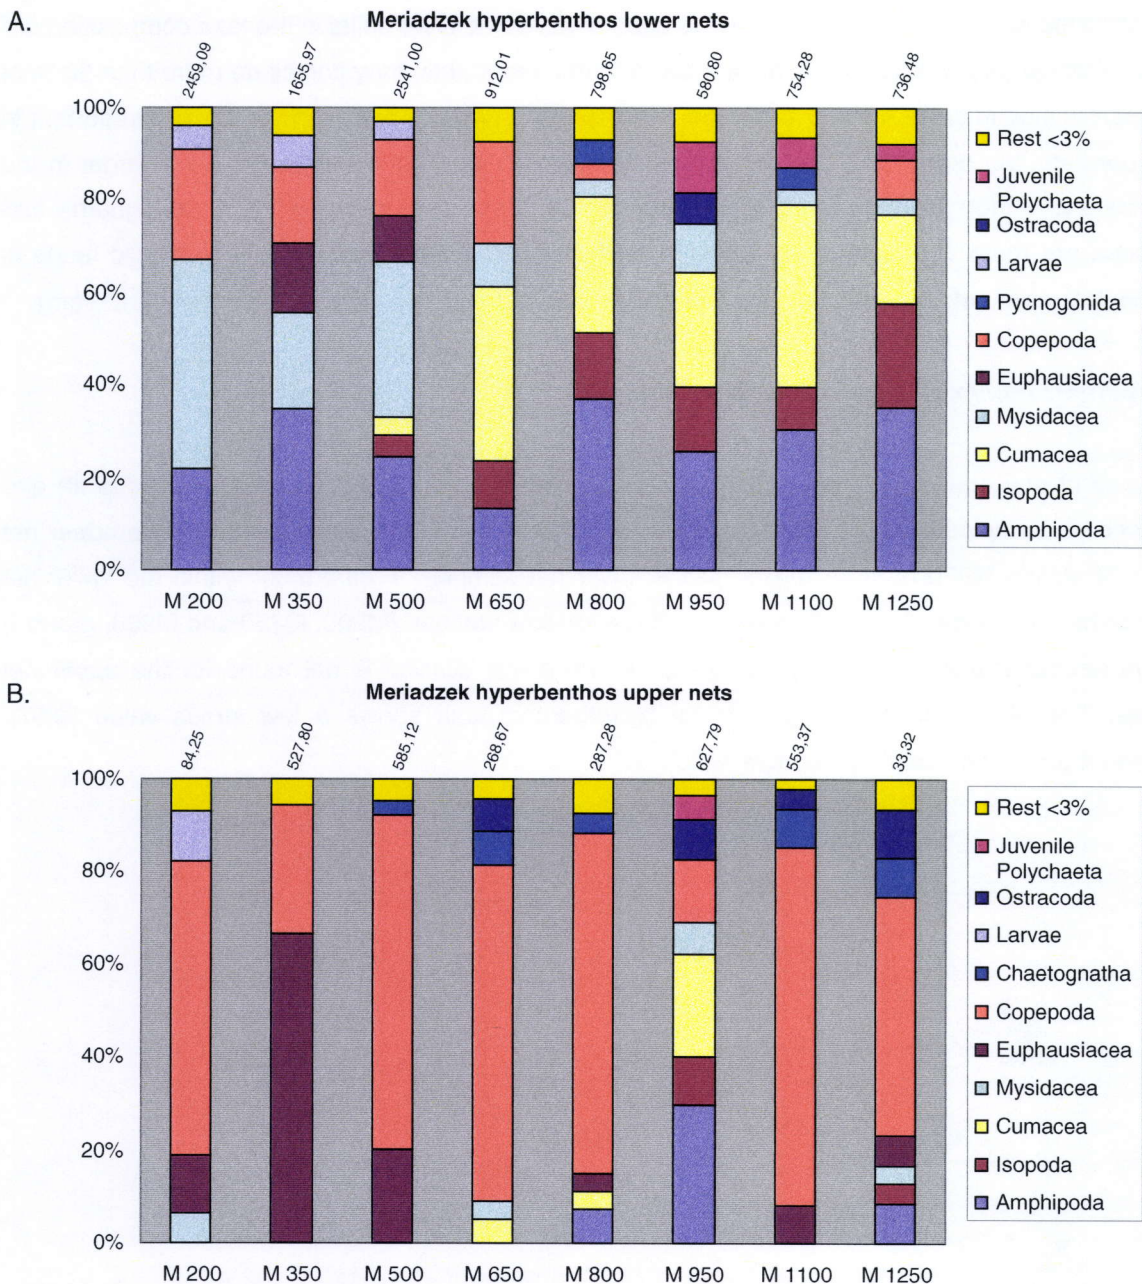 A.
Meriadzek hyperbenthos lower nets
2459,09 1655,97 2541,00 912,01 798,65 580,80 754,28 736,48
100%
80%
60%
40%
20%
0%
M 200 M 350 M 500 M 650 M 800 M 950 M 1100 M 1250
Rest <3%
Juvenile
Polychaeta
Ostracoda
Larvae
Pycnogonida
Copepoda
Euphausiacea
Mysidacea
Cumacea
Isopoda
Amphipoda
B.
Meriadzek hyperbenthos upper nets
84,25 527,80 585,12 268,67 287,28 627,79 553,37 33,32
100%
80%
60%
40%
20%
0%
M 200 M 350 M 500 M 650 M 800 M 950 M 1100 M 1250
Rest <3%
Juvenile
Polychaeta
Ostracoda
Larvae
Chaetognatha
Copepoda
Euphausiacea
Mysidacea
Cumacea
Isopoda
Amphipoda